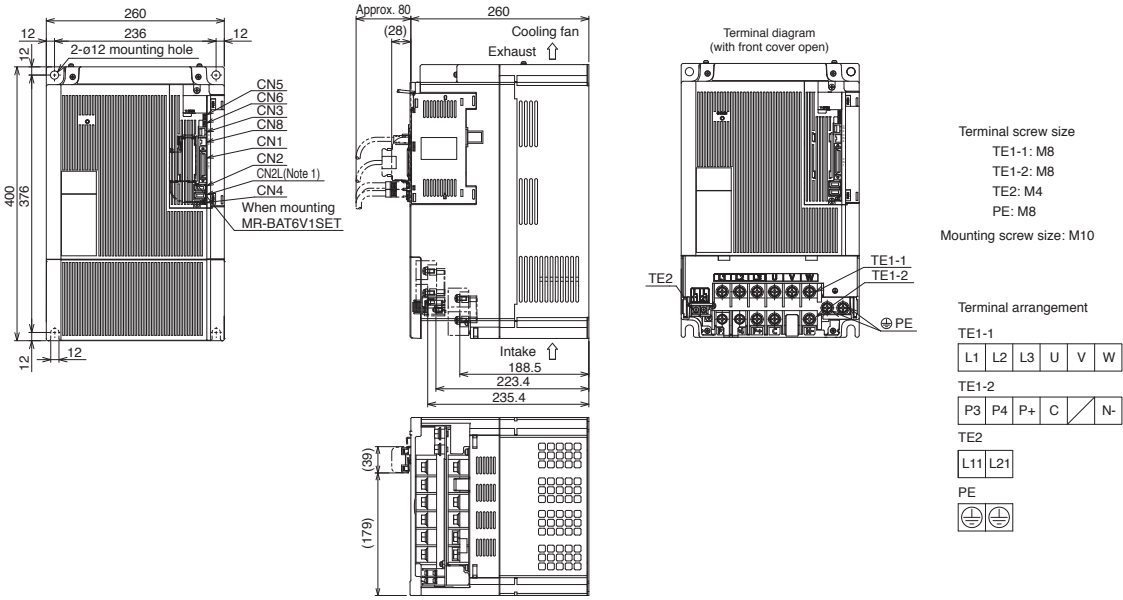 260
12
236
12
2-ø12 mounting hole
12
400
376
12
12
CN5
CN6
CN3
CN8
CN1
CN2
CN2L(Note 1)
CN4
When mounting
MR-BAT6V1SET
Approx. 80
260
(28)
Cooling fan
Exhaust
Intake
188.5
223.4
235.4
(39)
(179)
Terminal diagram
(with front cover open)
TE2
L1 L2 L3 U V W
TE1-1
TE1-2
PE
Terminal screw size
TE1-1: M8
TE1-2: M8
TE2: M4
PE: M8
Mounting screw size: M10
Terminal arrangement
TE1-1
L1 L2 L3 U V W
TE1-2
P3 P4 P+ C N-
TE2
L11 L21
PE